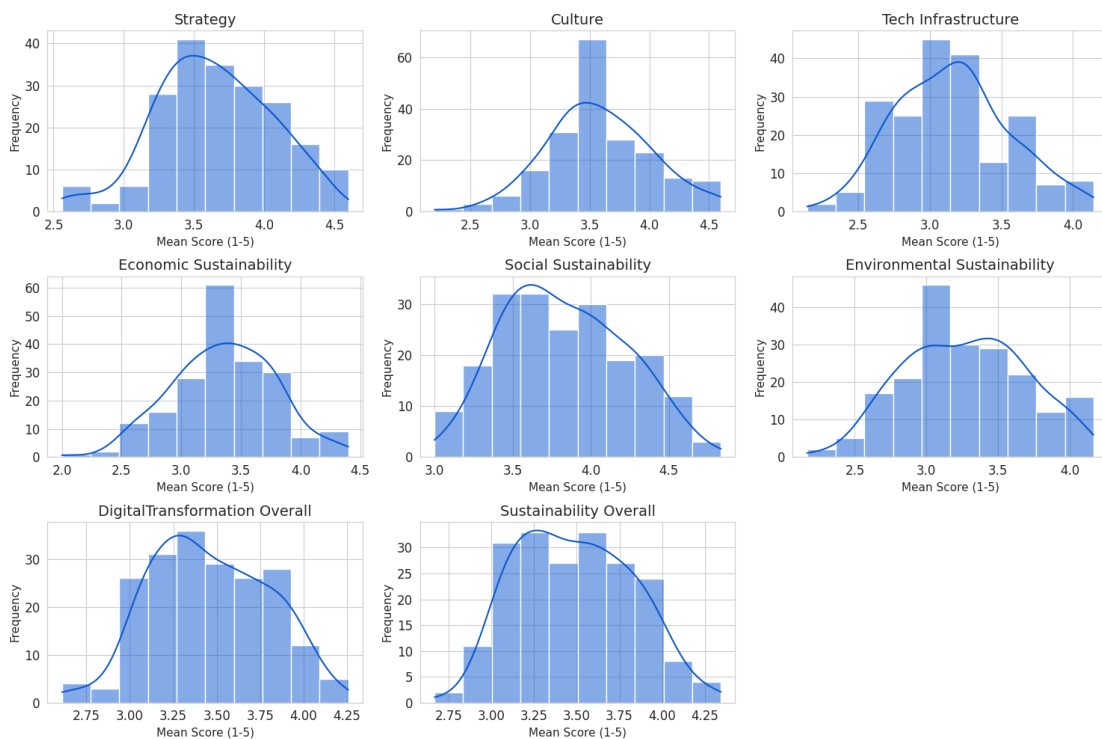 Strategy
Frequency
40
30
20
10
0
2.5 3.0 3.5 4.0 4.5
Mean Score (1-5)
Culture
Frequency
60
40
20
0
2.5 3.0 3.5 4.0 4.5
Mean Score (1-5)
Tech Infrastructure
Frequency
40
30
20
10
0
2.5 3.0 3.5 4.0
Mean Score (1-5)
Economic Sustainability
Frequency
60
50
40
30
20
10
0
2.0 2.5 3.0 3.5 4.0 4.5
Mean Score (1-5)
Social Sustainability
Frequency
30
20
10
0
3.0 3.5 4.0 4.5
Mean Score (1-5)
Environmental Sustainability
Frequency
40
30
20
10
0
2.5 3.0 3.5 4.0
Mean Score (1-5)
DigitalTransformation Overall
Frequency
30
20
10
0
2.75 3.00 3.25 3.50 3.75 4.00 4.25
Mean Score (1-5)
Sustainability Overall
Frequency
30
25
20
15
10
5
0
2.75 3.00 3.25 3.50 3.75 4.00 4.25
Mean Score (1-5)